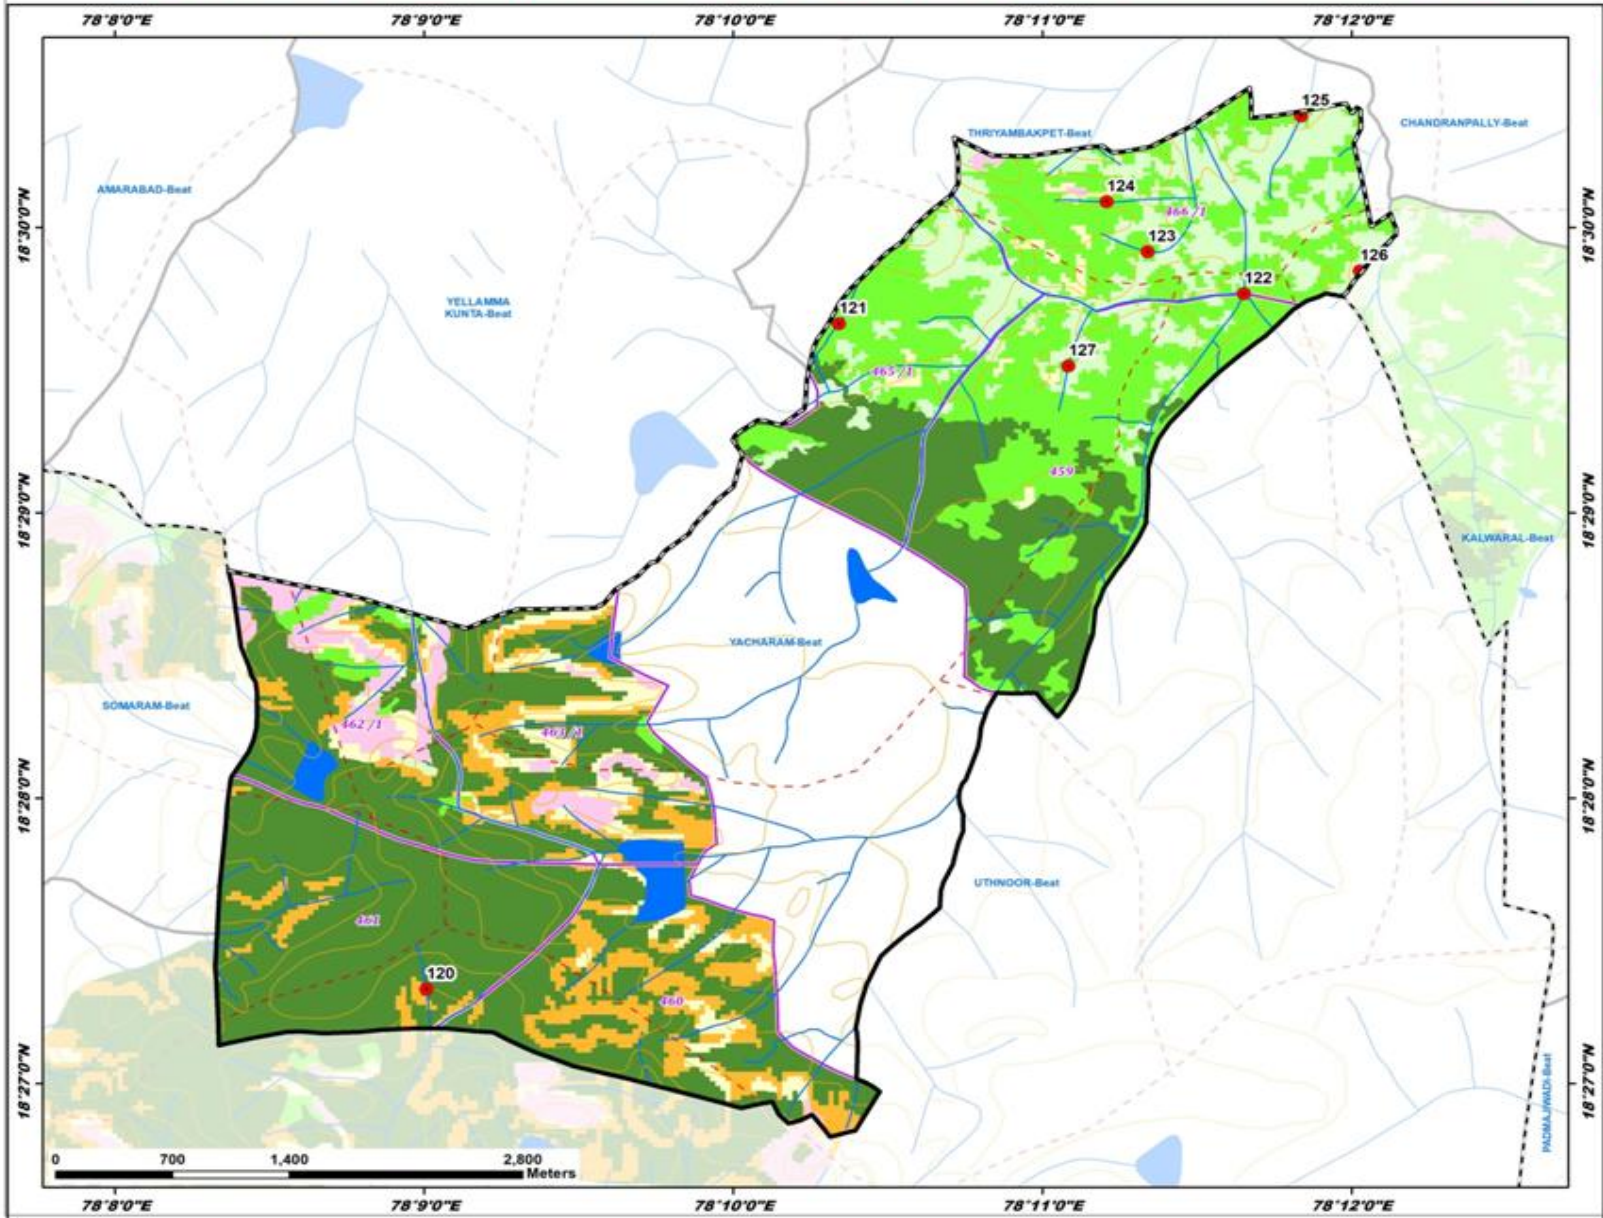 78°8'0"E 78°9'0"E 78°10'0"E 78°11'0"E 78°12'0"E
125
CHANDRANPALLY-Beat
THRIYAMBAKPET-Beat
AMARABAD-Beat
124
466/1
18°30'0"N 18°30'0"N
123
126
122
YELLAMMA
KUNTA-Beat
121
127
465/1
459
18°29'0"N 18°29'0"N
KALWARAL-Beat
YACHARAM-Beat
SOMARAM-Beat
462/1
463/1
18°28'0"N 18°28'0"N
UTHNOOR-Beat
461
120
460
18°27'0"N 18°27'0"N
PADMAJIWADI-Beat
0 700 1,400 2,800
Meters
78°8'0"E 78°9'0"E 78°10'0"E 78°11'0"E 78°12'0"E